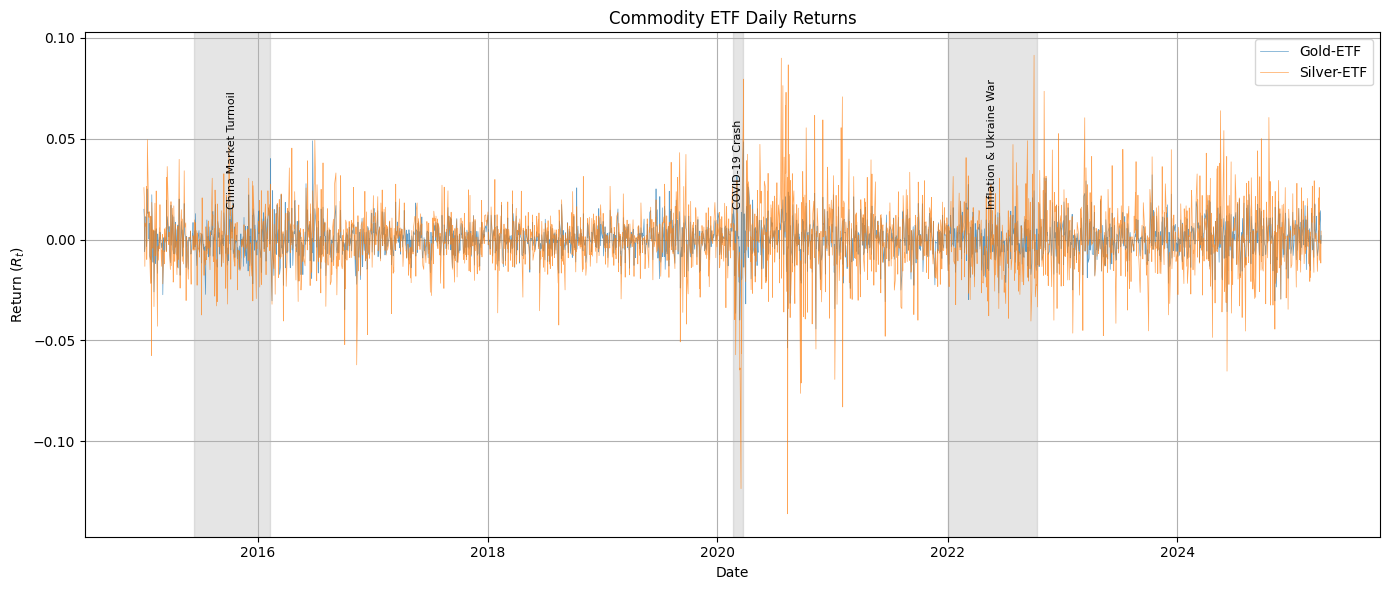 Commodity ETF Daily Returns
Gold-ETF
Silver-ETF
China Market Turmoil
COVID-19 Crash
Inflation & Ukraine War
Return (Rₜ)
0.10
0.05
0.00
−0.05
−0.10
2016
2018
2020
2022
2024
Date